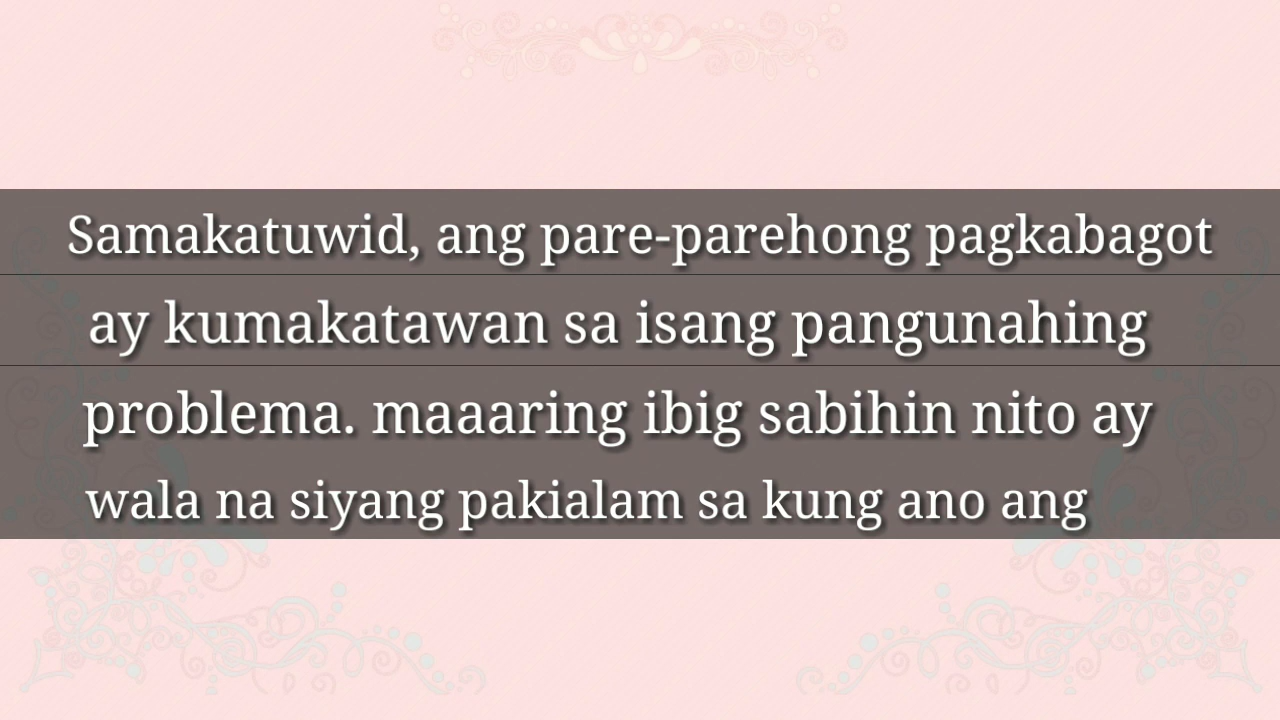 Samakatuwid, ang pare-parehong pagkabagot
ay kumakatawan sa isang pangunahing
problema. maaaring ibig sabihin nito ay
wala na siyang pakialam sa kung ano ang